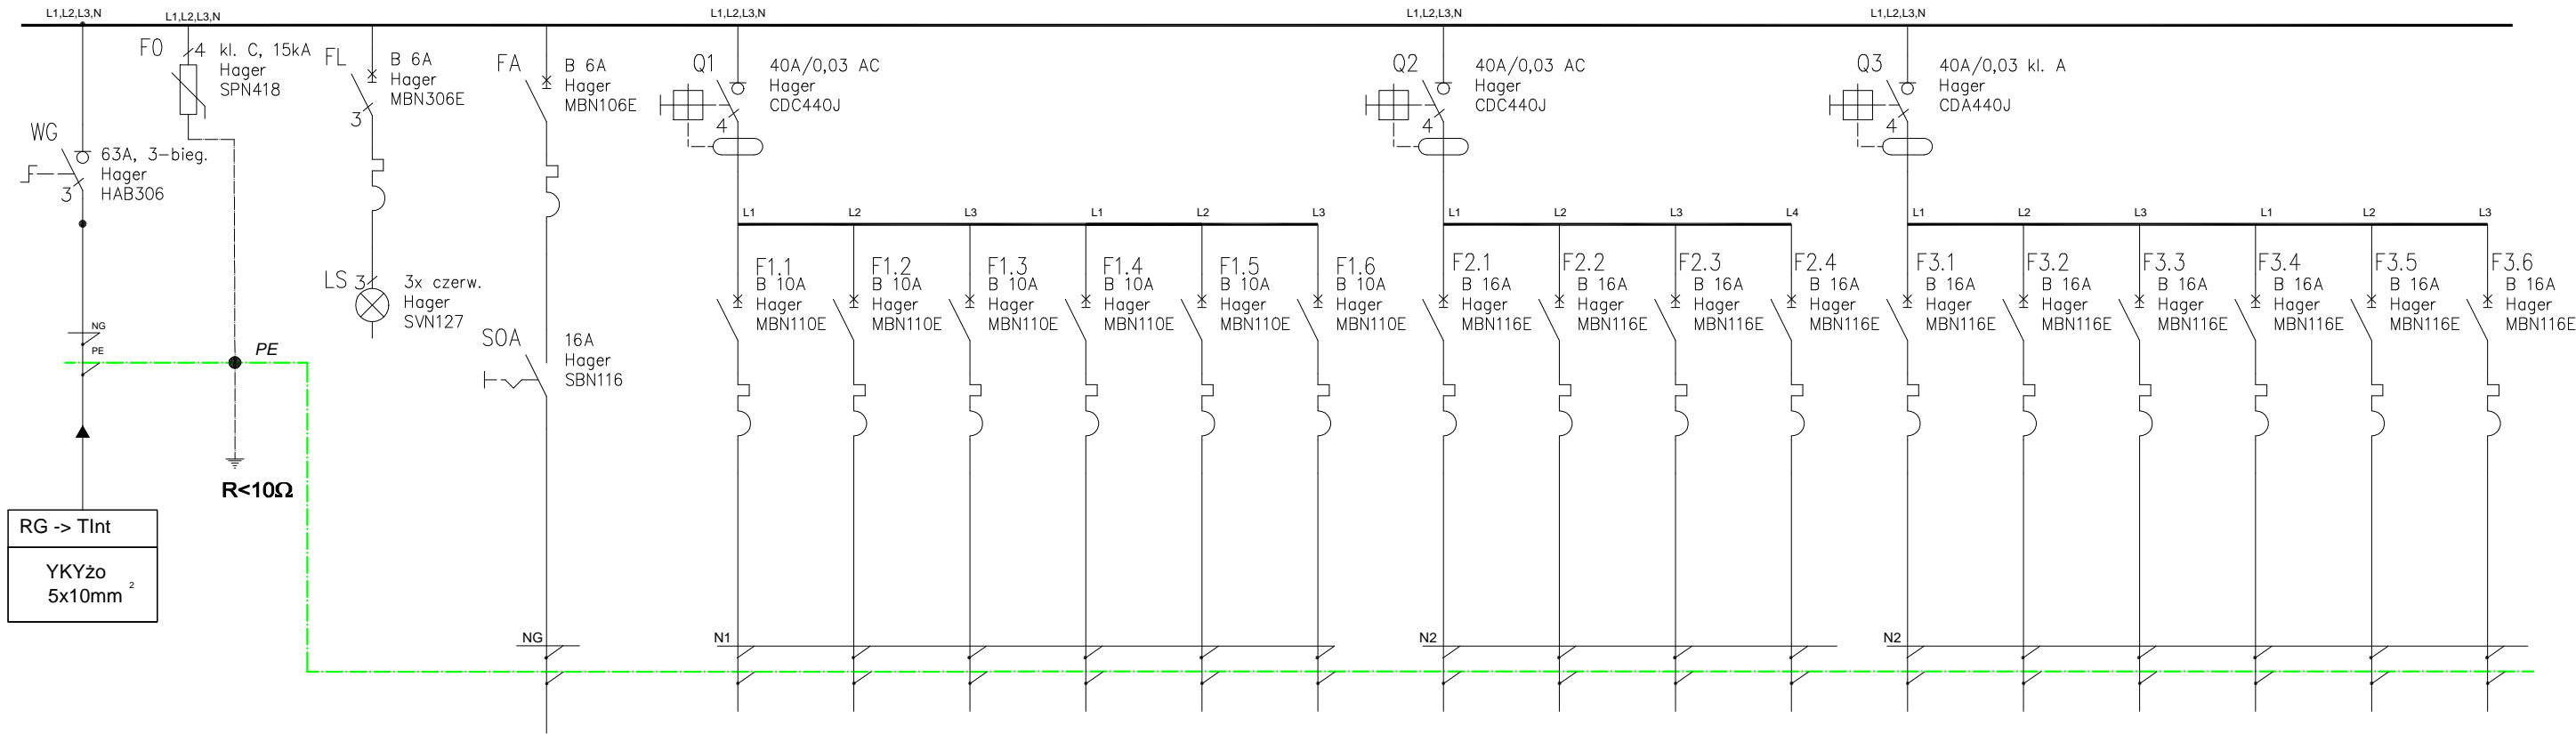 L1,L2,L3,N
L1,L2,L3,N
L1,L2,L3,N
L1,L2,L3,N
L1,L2,L3,N
WG
63A, 3-bieg.
Hager
HAB306
3
NG
PE
RG -> TInt
YKYżo
5x10mm ²
F0
4
kl. C, 15kA
Hager
SPN418
PE
R<10Ω
FL
B 6A
Hager
MBN306E
3
LS
3
3x czerw.
Hager
SVN127
FA
B 6A
Hager
MBN106E
SOA
16A
Hager
SBN116
NG
Q1
40A/0,03 AC
Hager
CDC440J
4
L1
L2
L3
L1
L2
L3
F1.1
B 10A
Hager
MBN110E
F1.2
B 10A
Hager
MBN110E
F1.3
B 10A
Hager
MBN110E
F1.4
B 10A
Hager
MBN110E
F1.5
B 10A
Hager
MBN110E
F1.6
B 10A
Hager
MBN110E
N1
Q2
40A/0,03 AC
Hager
CDC440J
4
L1
L2
L3
L4
F2.1
B 16A
Hager
MBN116E
F2.2
B 16A
Hager
MBN116E
F2.3
B 16A
Hager
MBN116E
F2.4
B 16A
Hager
MBN116E
N2
Q3
40A/0,03 kl. A
Hager
CDA440J
4
L1
L2
L3
L1
L2
L3
F3.1
B 16A
Hager
MBN116E
F3.2
B 16A
Hager
MBN116E
F3.3
B 16A
Hager
MBN116E
F3.4
B 16A
Hager
MBN116E
F3.5
B 16A
Hager
MBN116E
F3.6
B 16A
Hager
MBN116E
N2